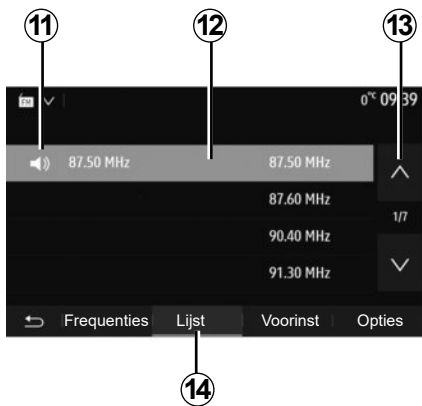 11 12 13
FM 0°C 09:39
87.50 MHz 87.50 MHz
87.60 MHz
1/7
90.40 MHz
91.30 MHz
Frequenties Lijst Voorinst Opties
14